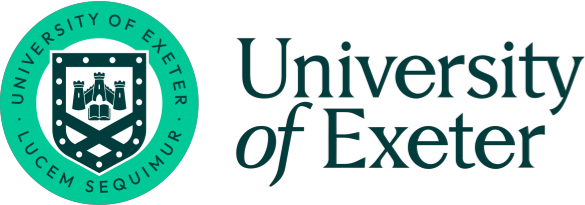 · UNIVERSITY OF EXETER ·
LUCEM SEQUIMUR
University
of Exeter